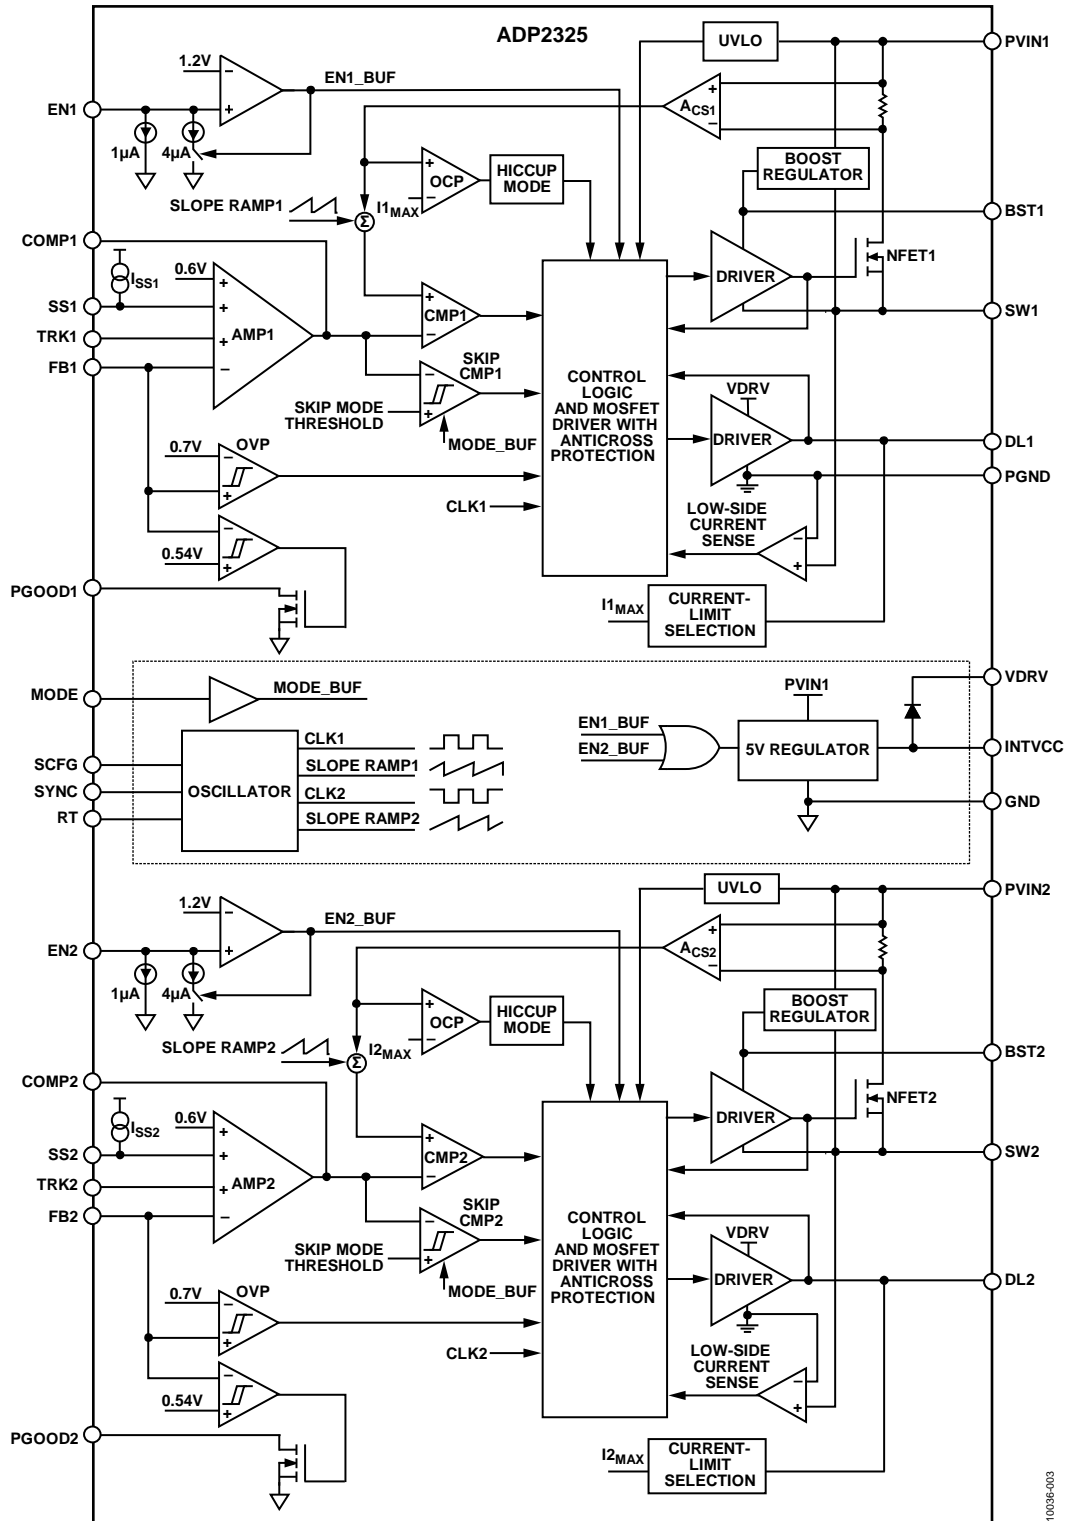 ADP2325
UVLO
PVIN1
1.2V
EN1_BUF
ACS1
EN1
1µA
4µA
OCP
HICCUP
MODE
BOOST
REGULATOR
SLOPE RAMP1
Σ
I1MAX
BST1
COMP1
ISS1
0.6V
DRIVER
NFET1
SS1
CMP1
SW1
TRK1
AMP1
FB1
SKIP
CMP1
SKIP MODE
THRESHOLD
MODE_BUF
CONTROL
LOGIC
AND MOSFET
DRIVER WITH
ANTICROSS
PROTECTION
VDRV
DRIVER
DL1
0.7V
OVP
PGND
CLK1
LOW-SIDE
CURRENT
SENSE
0.54V
PGOOD1
I1MAX
CURRENT-
LIMIT
SELECTION
MODE
MODE_BUF
PVIN1
VDRV
EN1_BUF
EN2_BUF
5V REGULATOR
INTVCC
SCFG
SYNC
RT
OSCILLATOR
CLK1
SLOPE RAMP1
CLK2
SLOPE RAMP2
GND
UVLO
PVIN2
1.2V
EN2_BUF
ACS2
EN2
1µA
4µA
OCP
HICCUP
MODE
BOOST
REGULATOR
SLOPE RAMP2
Σ
I2MAX
BST2
COMP2
ISS2
0.6V
DRIVER
NFET2
SS2
CMP2
SW2
TRK2
AMP2
FB2
SKIP
CMP2
SKIP MODE
THRESHOLD
MODE_BUF
CONTROL
LOGIC
AND MOSFET
DRIVER WITH
ANTICROSS
PROTECTION
VDRV
DRIVER
DL2
0.7V
OVP
CLK2
LOW-SIDE
CURRENT
SENSE
0.54V
PGOOD2
I2MAX
CURRENT-
LIMIT
SELECTION
10036-003